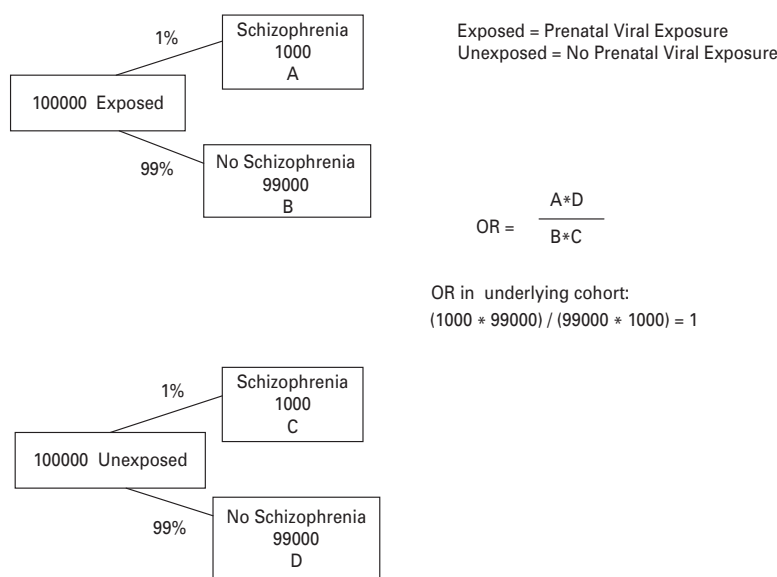 1%
Schizophrenia
1000
A
100000 Exposed
99%
No Schizophrenia
99000
B
Exposed = Prenatal Viral Exposure
Unexposed = No Prenatal Viral Exposure
OR =
A*D
B*C
OR in underlying cohort:
(1000 * 99000) / (99000 * 1000) = 1
1%
Schizophrenia
1000
C
100000 Unexposed
99%
No Schizophrenia
99000
D